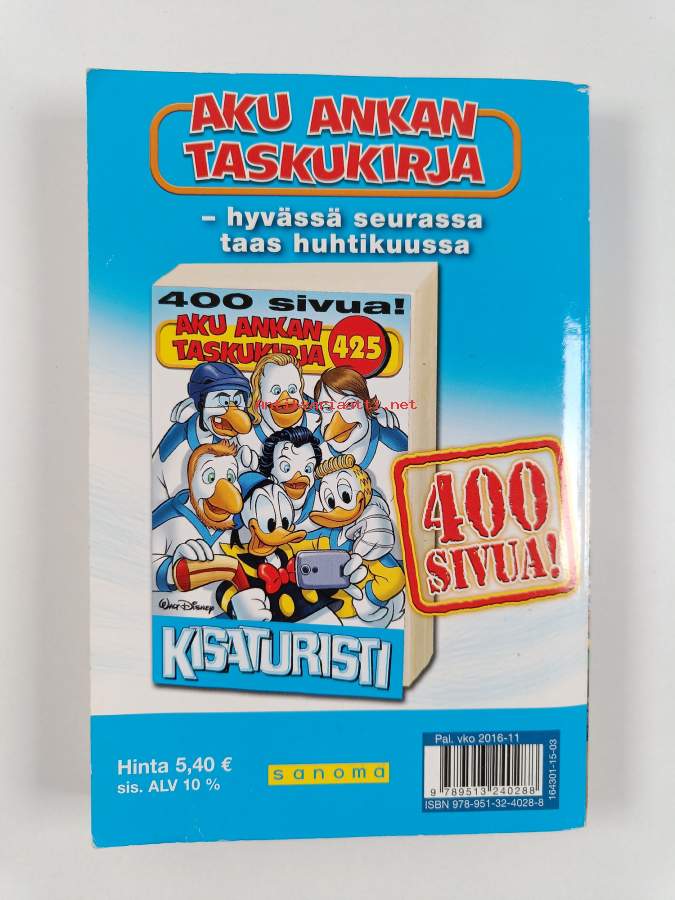 AKU ANKAN
TASKUKIRJA
– hyvässä seurassa
taas huhtikuussa
400 sivua!
AKU ANKAN
TASKUKIRJA 425
Antikvariaatti.net
WALT DISNEY
KISATURISTI
400
SIVUA!
Hinta 5,40 €
sis. ALV 10 %
sanoma
Pal. vko 2016-11
9 789513 240288
ISBN 978-951-32-4028-8
164301-15-03